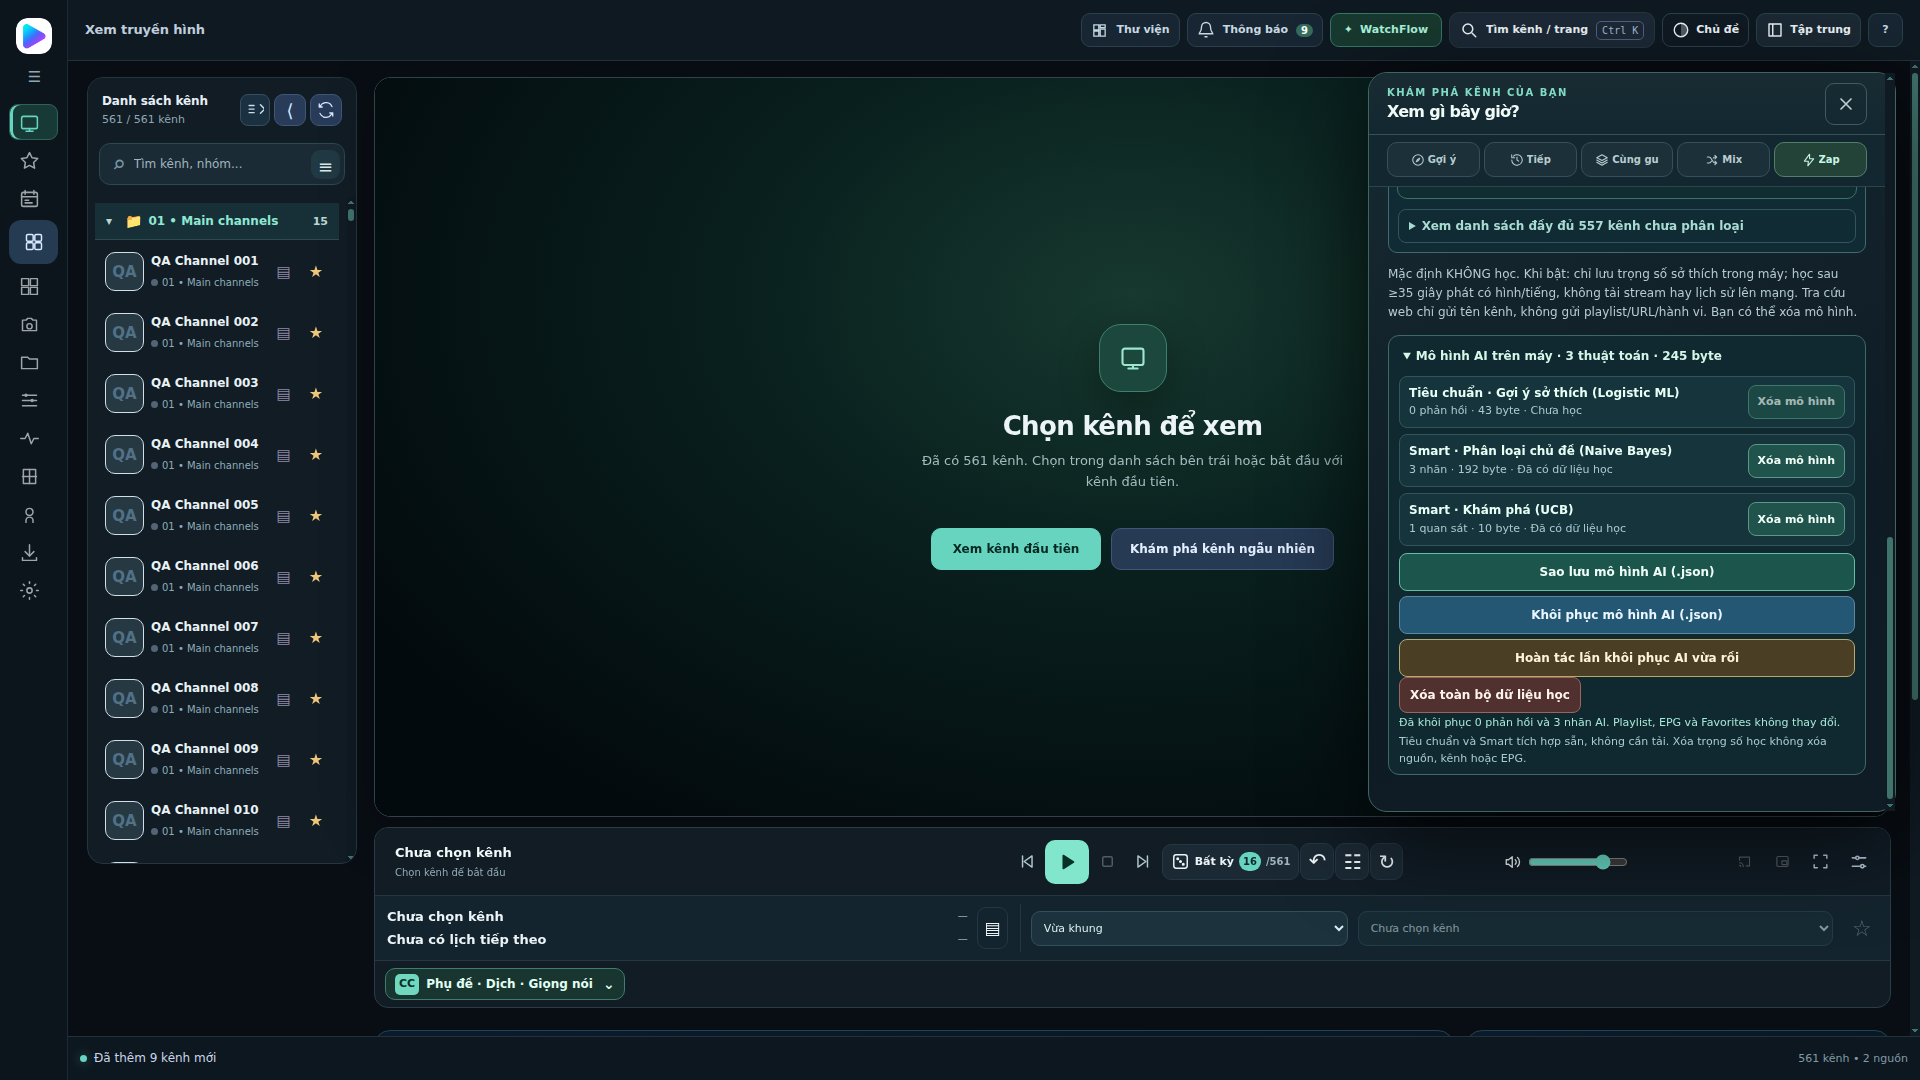 Xem truyền hình
Thư viện
Thông báo 9
✦ WatchFlow
Tìm kênh / trang Ctrl K
Chủ đề
Tập trung
?
Danh sách kênh
561 / 561 kênh
Tìm kênh, nhóm...
01 • Main channels 15
QA QA Channel 001
01 • Main channels
QA QA Channel 002
01 • Main channels
QA QA Channel 003
01 • Main channels
QA QA Channel 004
01 • Main channels
QA QA Channel 005
01 • Main channels
QA QA Channel 006
01 • Main channels
QA QA Channel 007
01 • Main channels
QA QA Channel 008
01 • Main channels
QA QA Channel 009
01 • Main channels
QA QA Channel 010
01 • Main channels
Chọn kênh để xem
Đã có 561 kênh. Chọn trong danh sách bên trái hoặc bắt đầu với
kênh đầu tiên.
Xem kênh đầu tiên
Khám phá kênh ngẫu nhiên
KHÁM PHÁ KÊNH CỦA BẠN
Xem gì bây giờ?
Gợi ý
Tiếp
Cùng gu
Mix
Zap
▶ Xem danh sách đầy đủ 557 kênh chưa phân loại
Mặc định KHÔNG học. Khi bật: chỉ lưu trọng số sở thích trong máy; học sau
≥35 giây phát có hình/tiếng, không tải stream hay lịch sử lên mạng. Tra cứu
web chỉ gửi tên kênh, không gửi playlist/URL/hành vi. Bạn có thể xóa mô hình.
▼ Mô hình AI trên máy · 3 thuật toán · 245 byte
Tiêu chuẩn · Gợi ý sở thích (Logistic ML)
0 phản hồi · 43 byte · Chưa học
Xóa mô hình
Smart · Phân loại chủ đề (Naive Bayes)
3 nhãn · 192 byte · Đã có dữ liệu học
Xóa mô hình
Smart · Khám phá (UCB)
1 quan sát · 10 byte · Đã có dữ liệu học
Xóa mô hình
Sao lưu mô hình AI (.json)
Khôi phục mô hình AI (.json)
Hoàn tác lần khôi phục AI vừa rồi
Xóa toàn bộ dữ liệu học
Đã khôi phục 0 phản hồi và 3 nhãn AI. Playlist, EPG và Favorites không thay đổi.
Tiêu chuẩn và Smart tích hợp sẵn, không cần tải. Xóa trọng số học không xóa
nguồn, kênh hoặc EPG.
Chưa chọn kênh
Chọn kênh để bắt đầu
Bất kỳ 16 /561
Chưa chọn kênh —
Chưa có lịch tiếp theo —
Vừa khung
Chưa chọn kênh
CC Phụ đề · Dịch · Giọng nói
Đã thêm 9 kênh mới
561 kênh • 2 nguồn